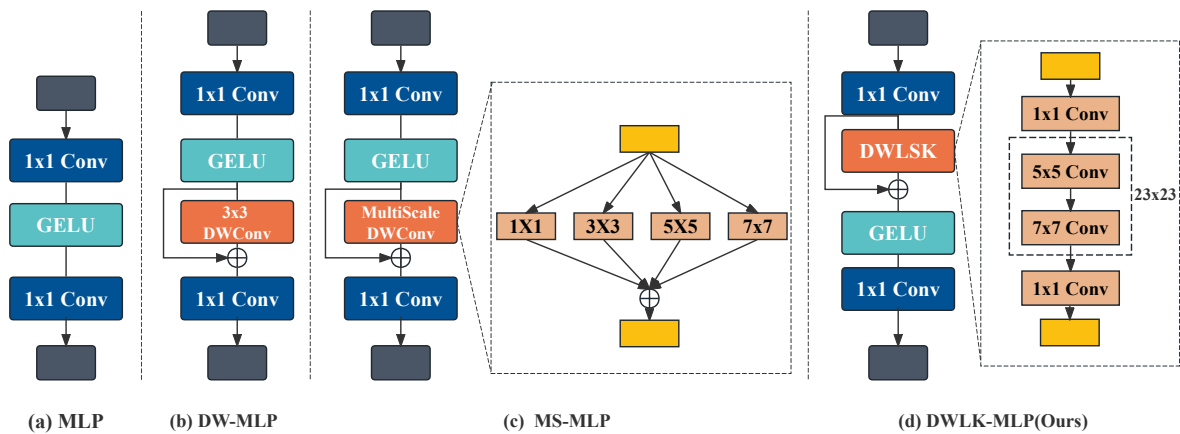 1x1 Conv
GELU
1x1 Conv
(a) MLP
1x1 Conv
GELU
3x3
DWConv
1x1 Conv
(b) DW-MLP
1x1 Conv
GELU
MultiScale
DWConv
1x1 Conv
1X1
3X3
5X5
7x7
(c) MS-MLP
1x1 Conv
DWLSK
GELU
1x1 Conv
1x1 Conv
5x5 Conv
7x7 Conv
23x23
1x1 Conv
(d) DWLK-MLP(Ours)